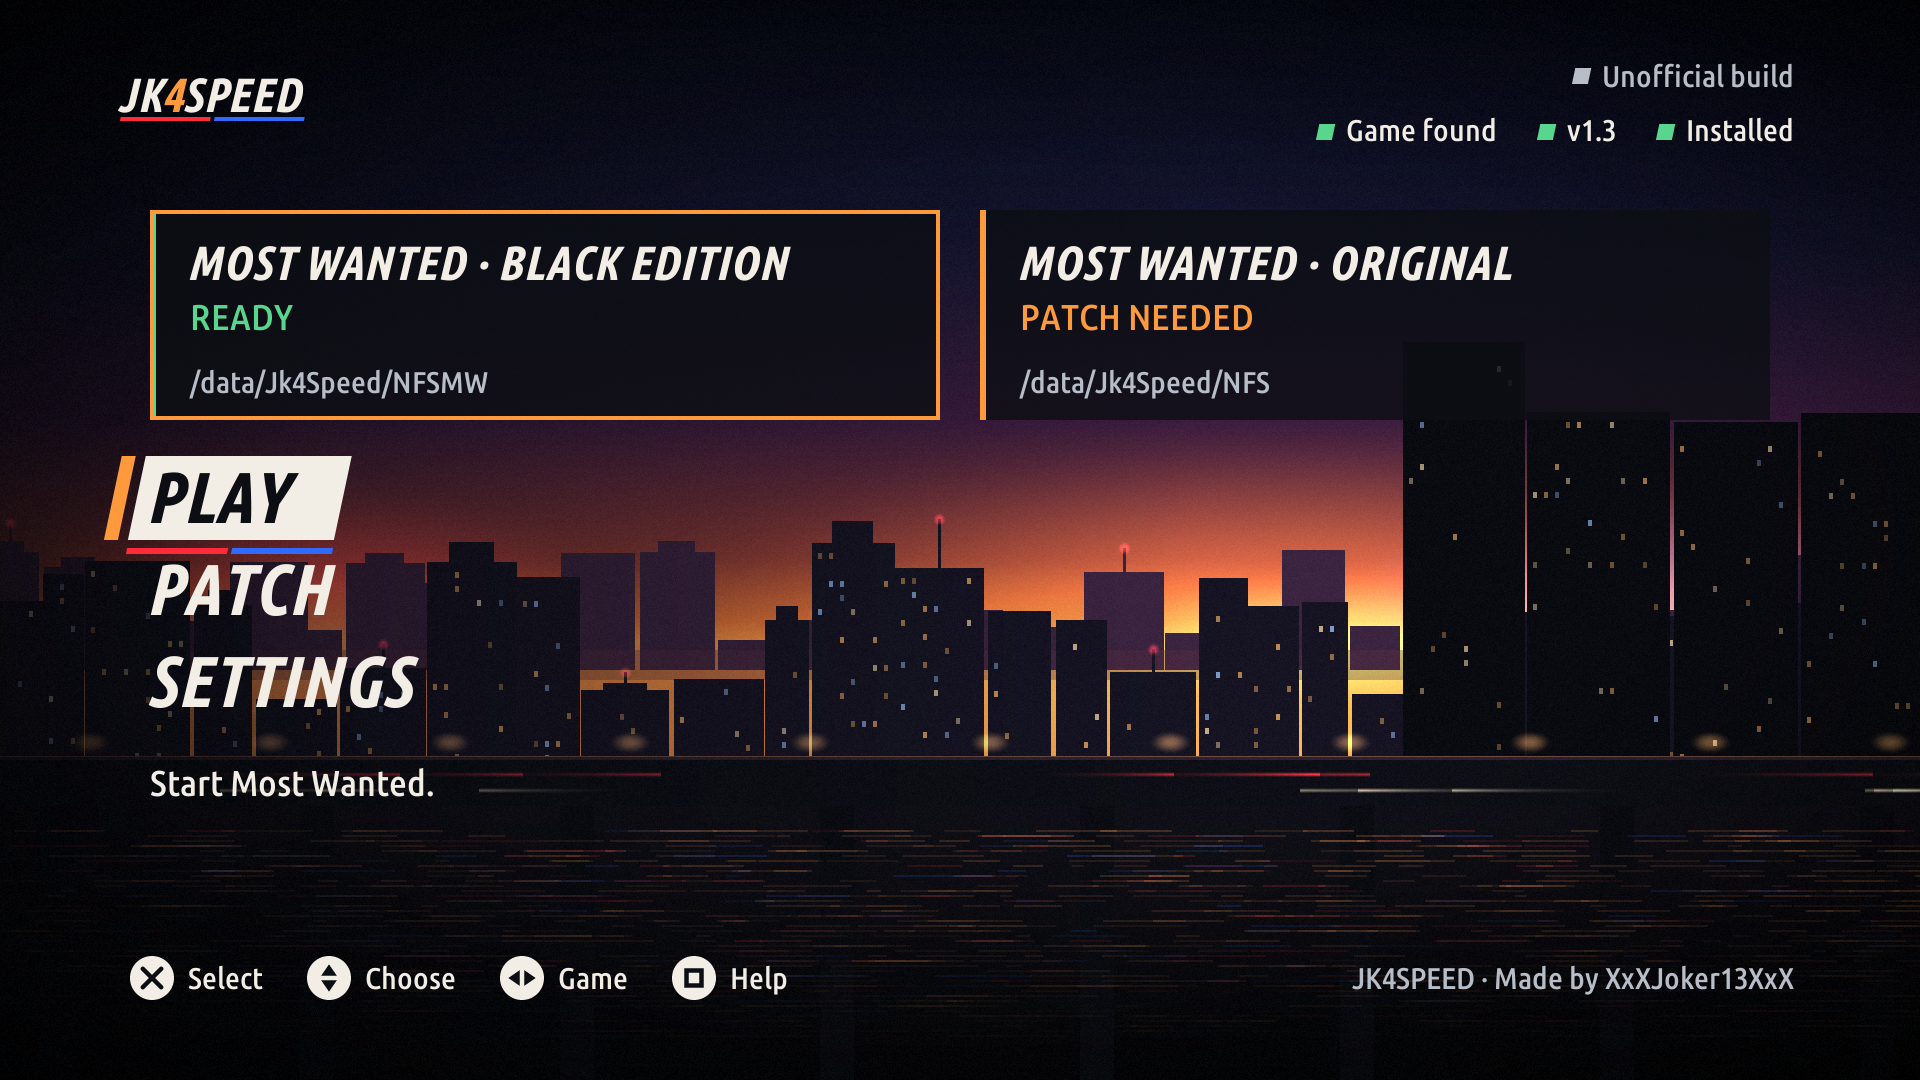 JK4SPEED
Unofficial build
Game found
v1.3
Installed
MOST WANTED · BLACK EDITION
READY
/data/Jk4Speed/NFSMW
MOST WANTED · ORIGINAL
PATCH NEEDED
/data/Jk4Speed/NFS
PLAY
PATCH
SETTINGS
Start Most Wanted.
Select
Choose
Game
Help
JK4SPEED · Made by XxXJoker13XxX